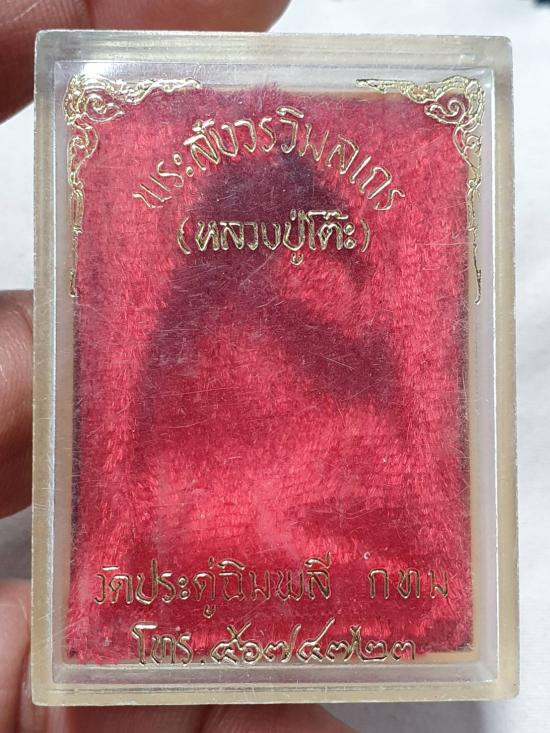 พระสังวรวิมลเถร
(หลวงปู่โต๊ะ)
วัดประดู่ฉิมพลี กทม
โทร.๔๖๗๔๗๒๓